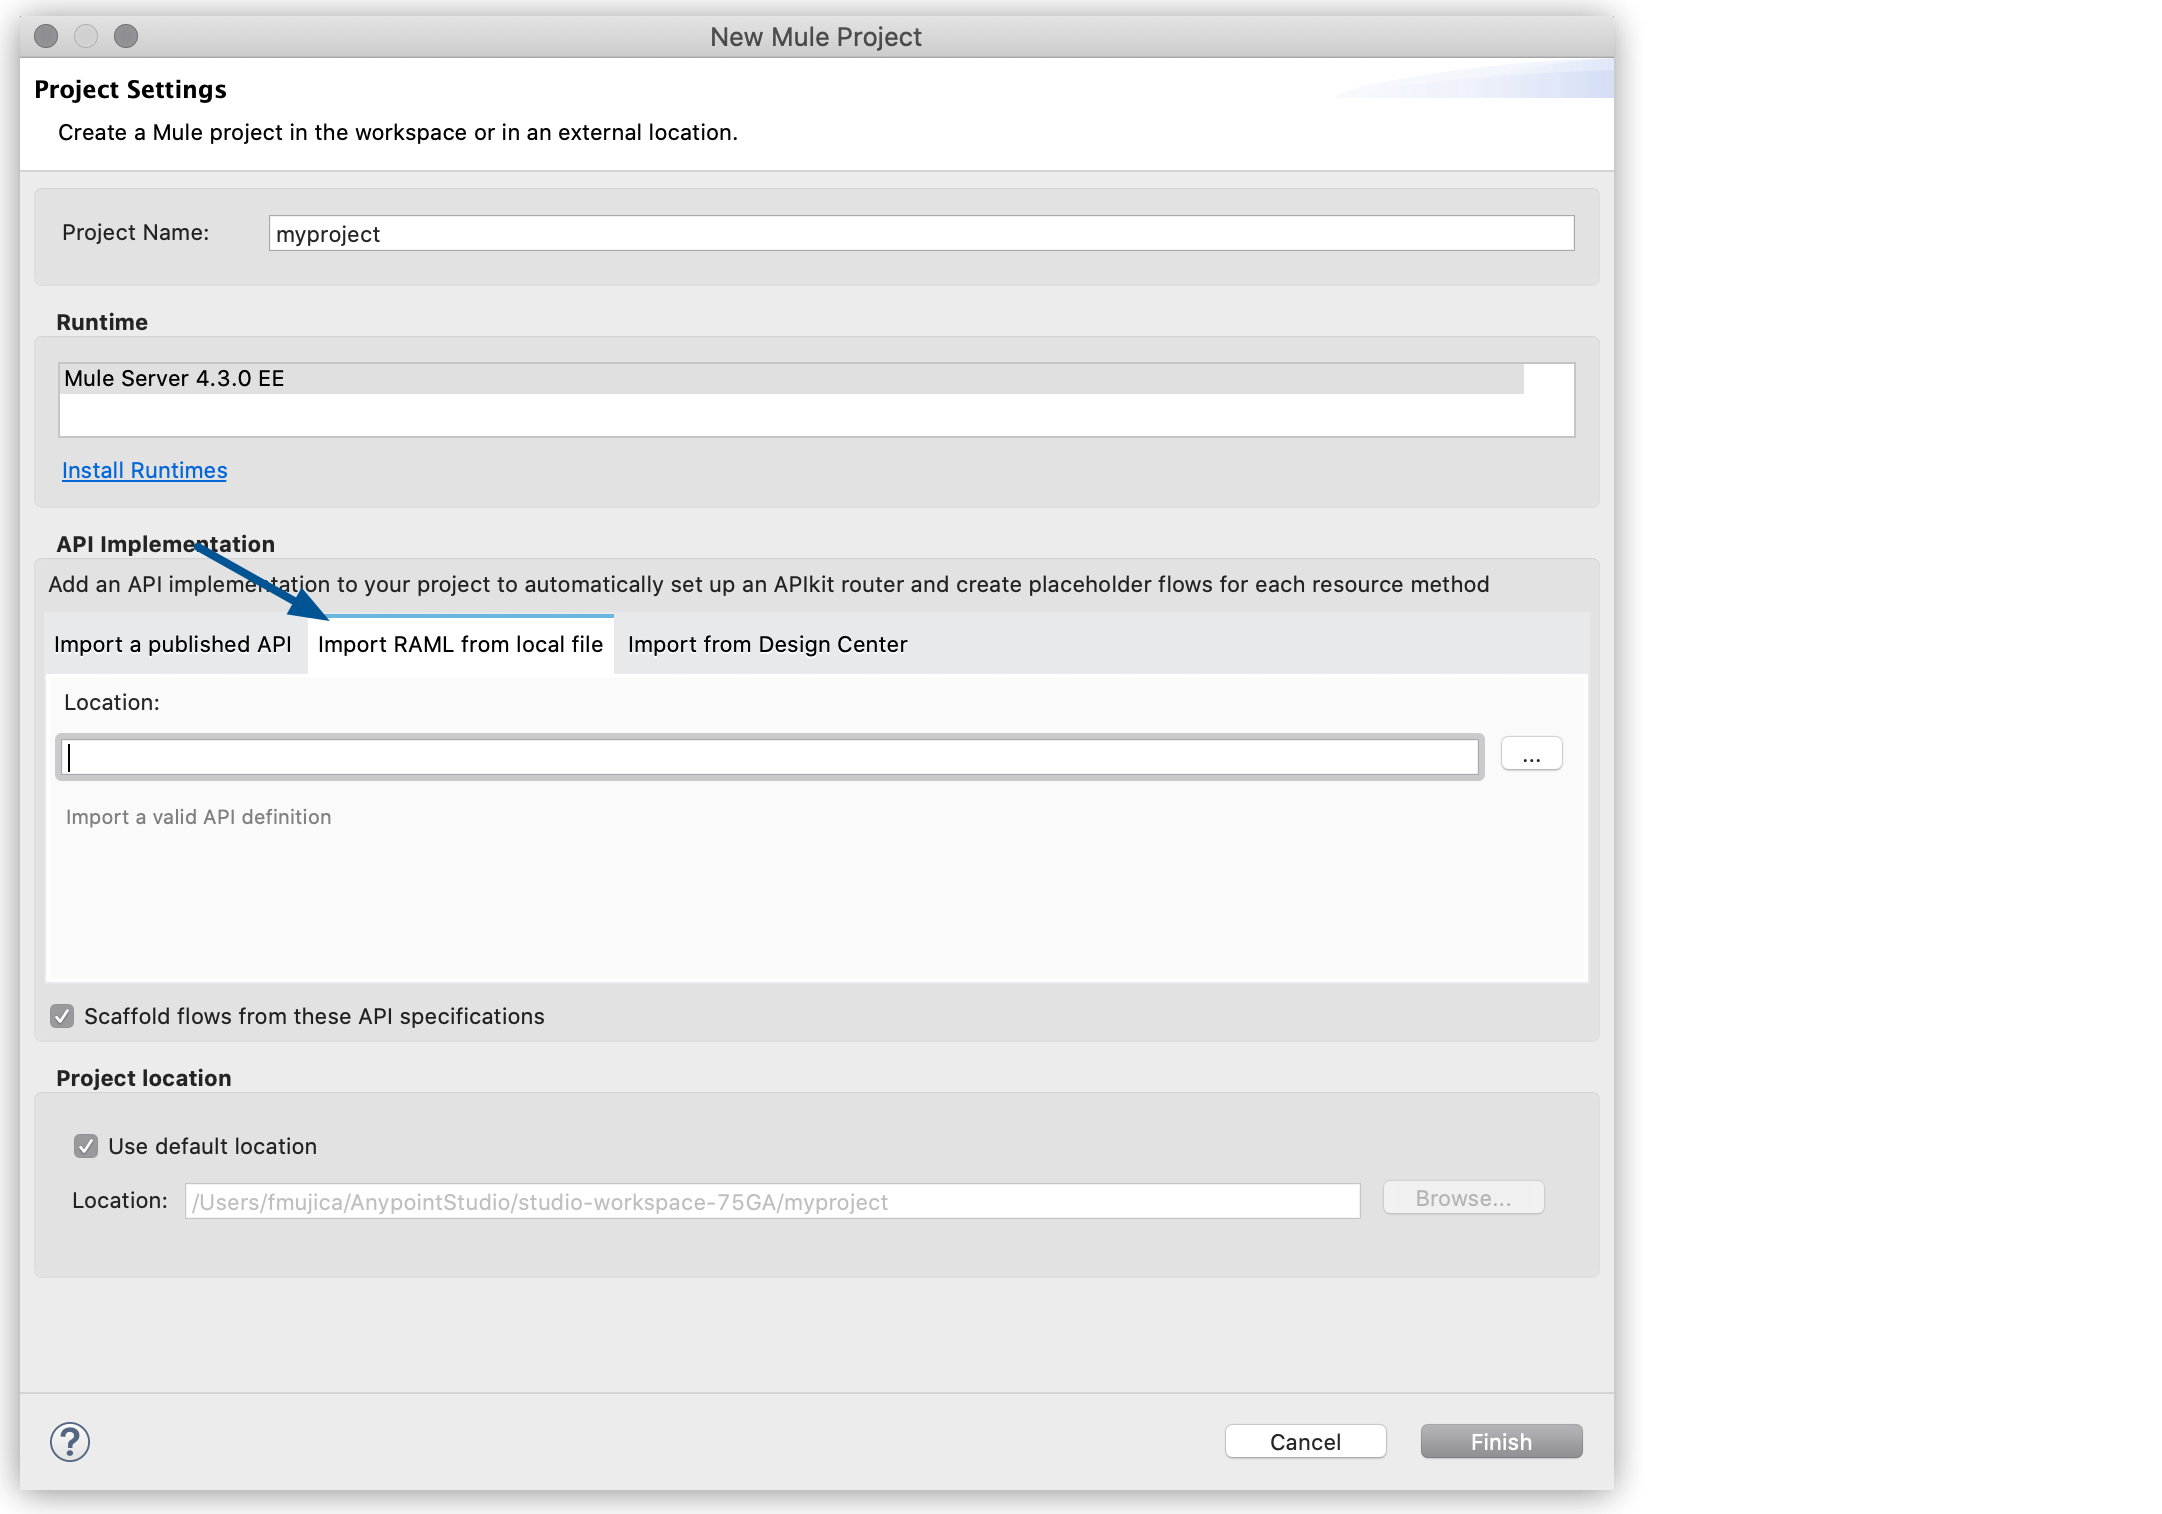 New Mule Project
Project Settings
Create a Mule project in the workspace or in an external location.
Project Name: myproject
Runtime
Mule Server 4.3.0 EE
Install Runtimes
API Implementation
Add an API implementation to your project to automatically set up an APIkit router and create placeholder flows for each resource method
Import a published API Import RAML from local file Import from Design Center
Location:
...
Import a valid API definition
Scaffold flows from these API specifications
Project location
Use default location
Location: /Users/fmujica/AnypointStudio/studio-workspace-75GA/myproject Browse...
? Cancel Finish